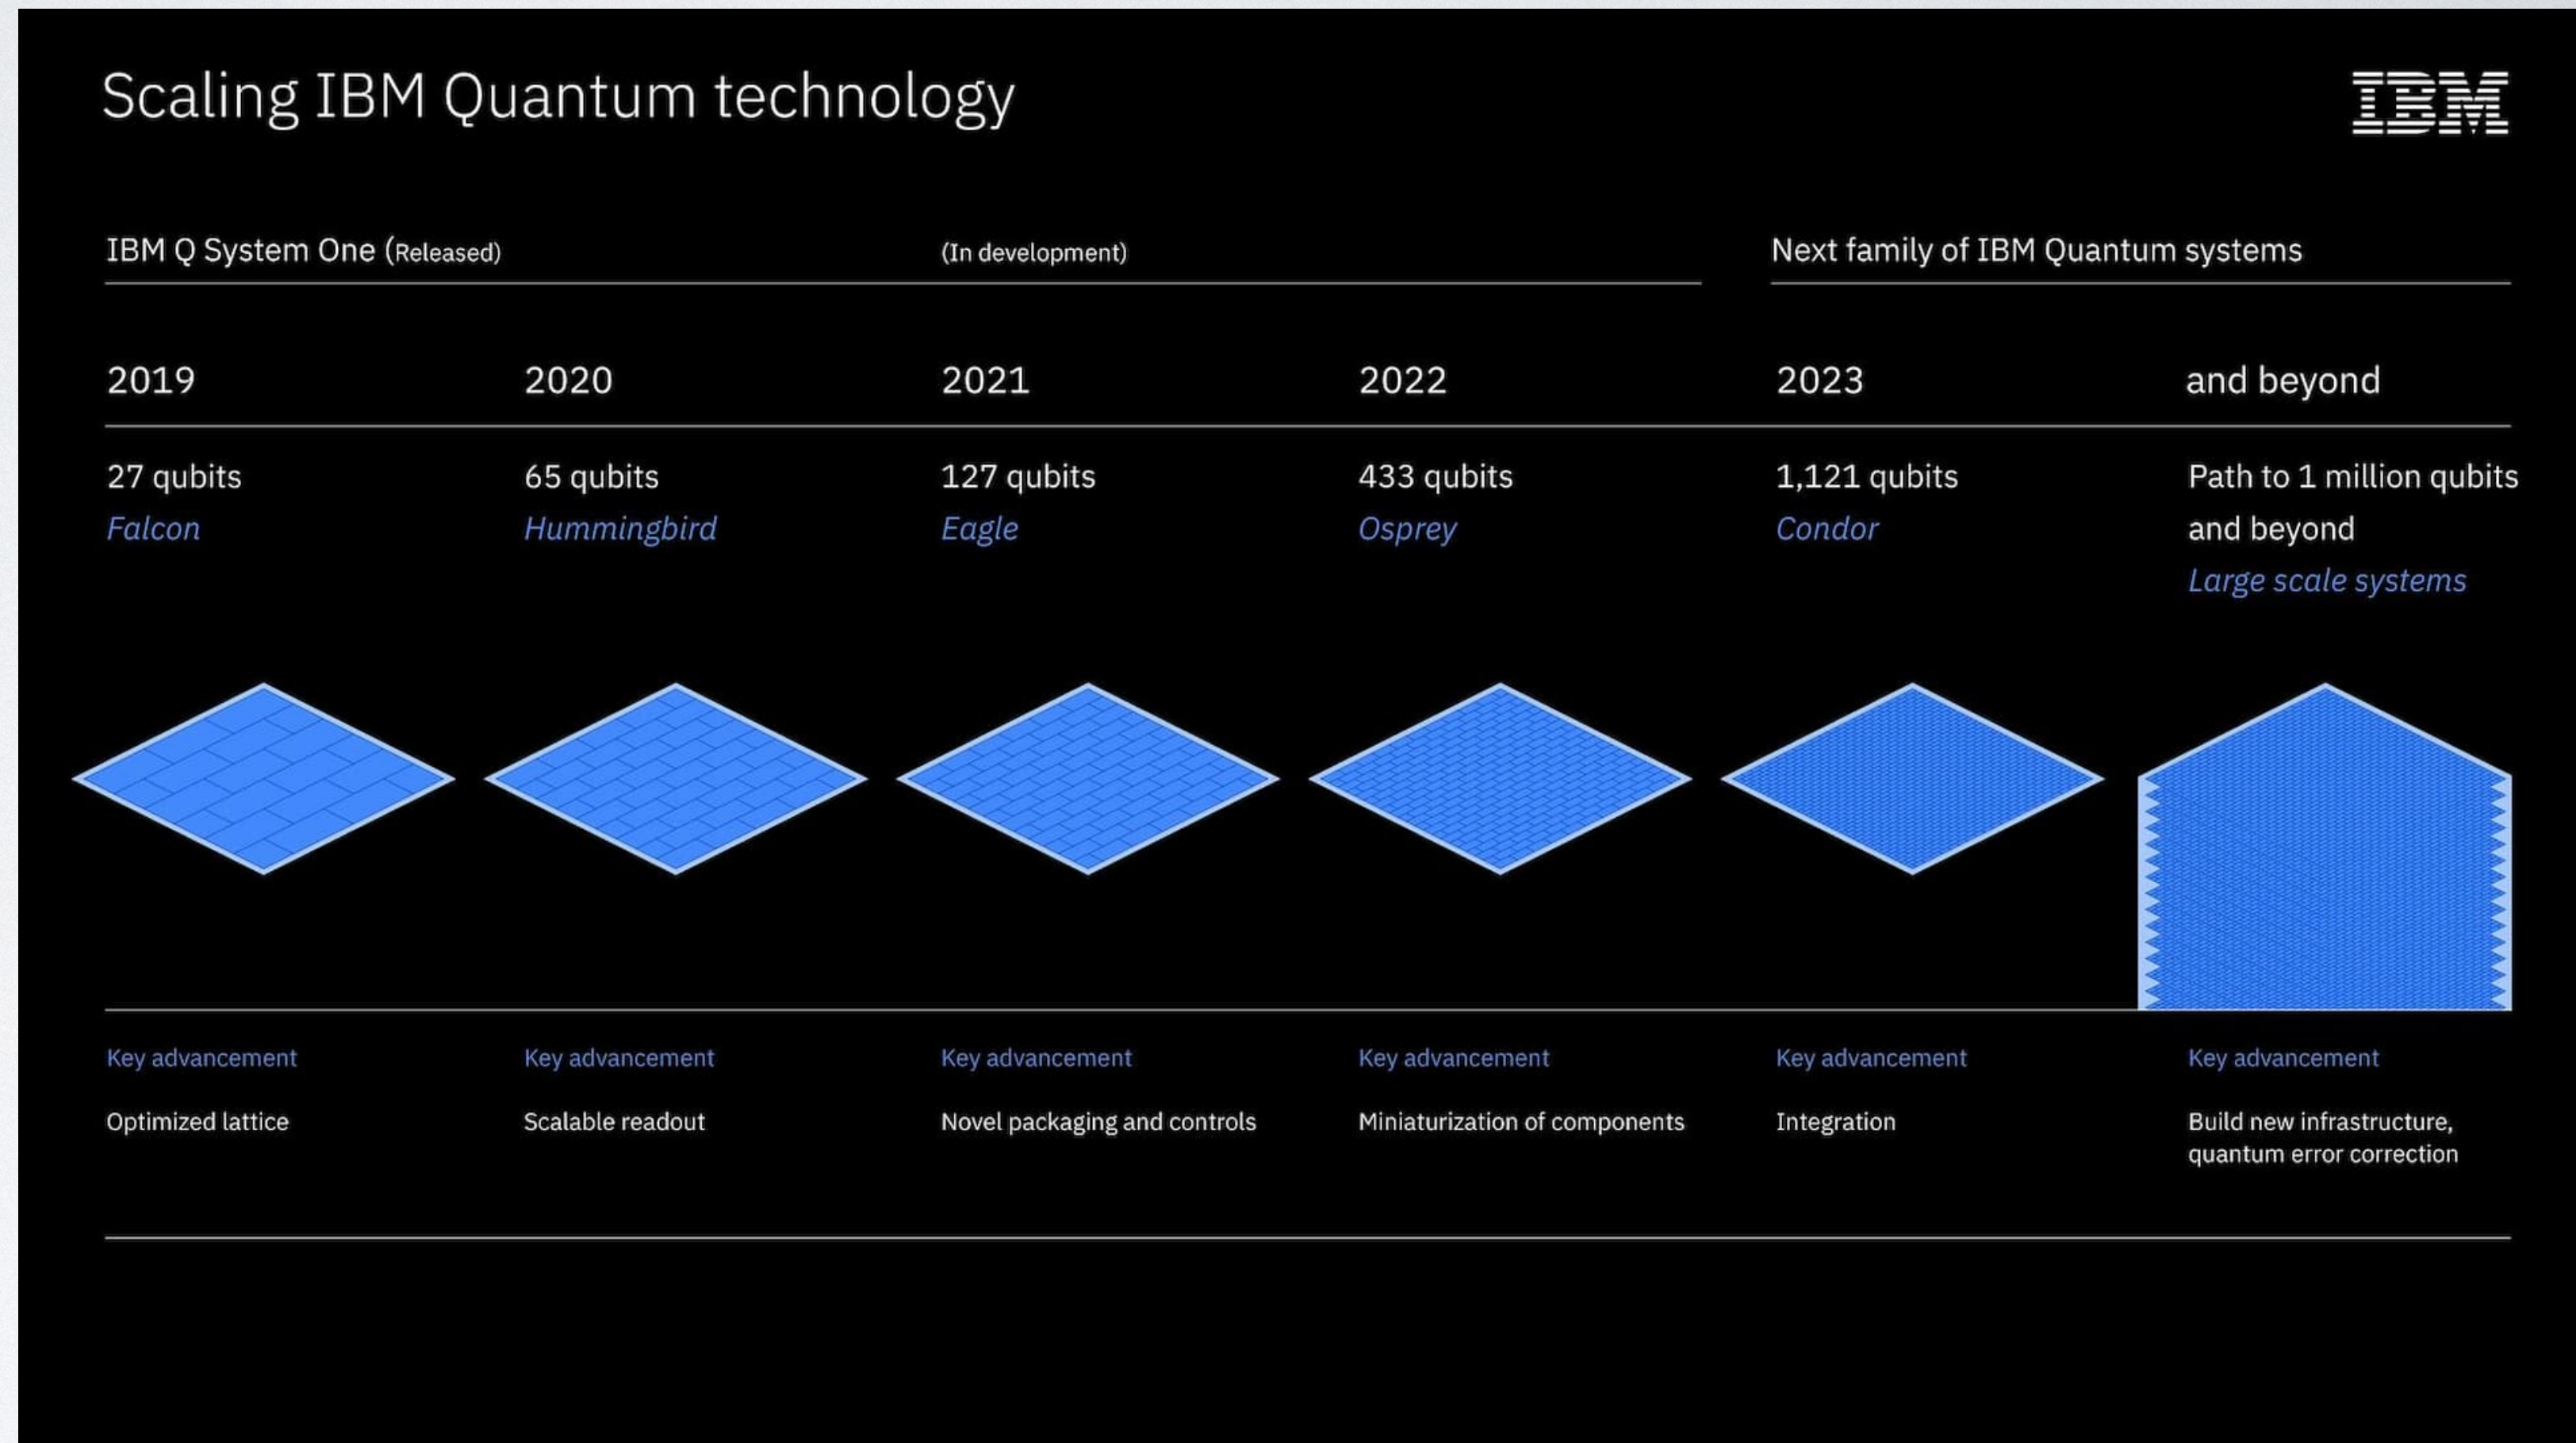 Scaling IBM Quantum technology
IBM
IBM Q System One (Released)
(In development)
Next family of IBM Quantum systems
2019
2020
2021
2022
2023
and beyond
27 qubits
Falcon
65 qubits
Hummingbird
127 qubits
Eagle
433 qubits
Osprey
1,121 qubits
Condor
Path to 1 million qubits
and beyond
Large scale systems
Key advancement
Optimized lattice
Key advancement
Scalable readout
Key advancement
Novel packaging and controls
Key advancement
Miniaturization of components
Key advancement
Integration
Key advancement
Build new infrastructure,
quantum error correction